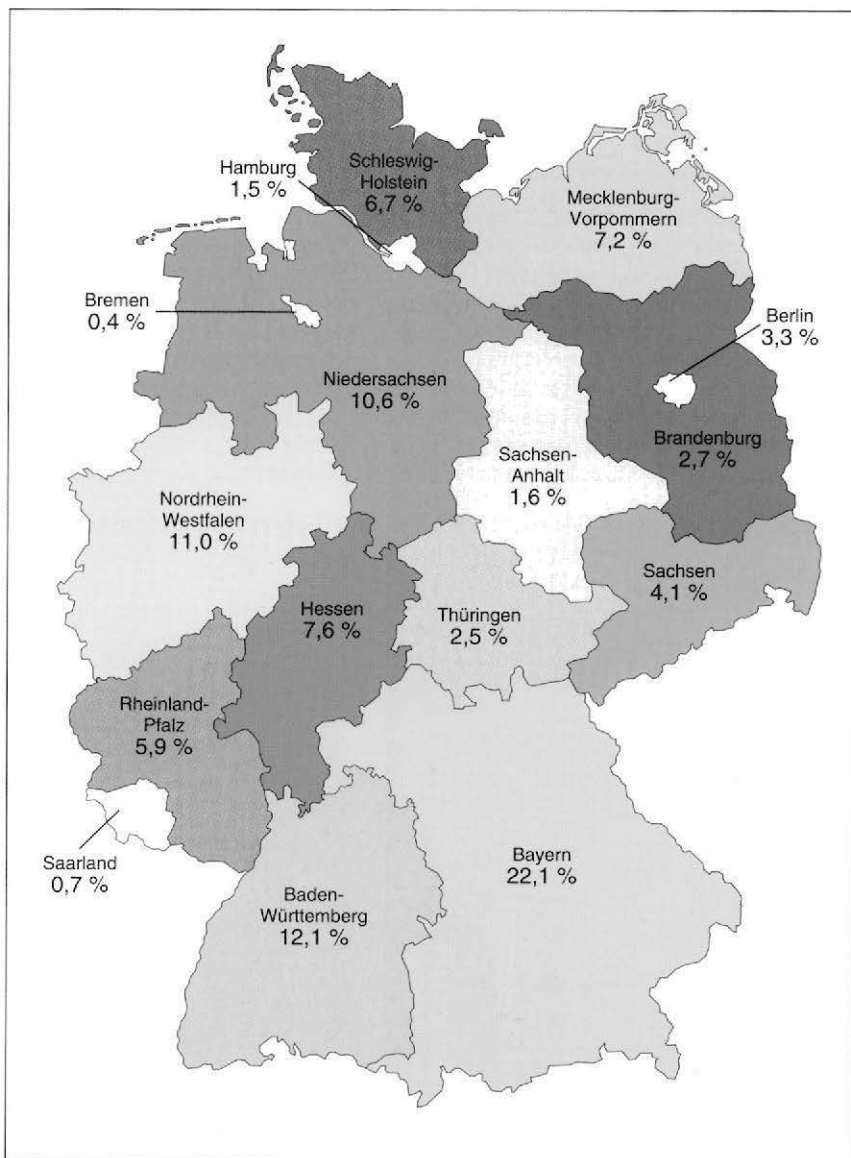 Schleswig-
Holstein
6,7 %
Hamburg
1,5 %
Mecklenburg-
Vorpommern
7,2 %
Bremen
0,4 %
Berlin
3,3 %
Niedersachsen
10,6 %
Brandenburg
2,7 %
Sachsen-
Anhalt
1,6 %
Nordrhein-
Westfalen
11,0 %
Sachsen
4,1 %
Hessen
7,6 %
Thüringen
2,5 %
Rheinland-
Pfalz
5,9 %
Saarland
0,7 %
Bayern
22,1 %
Baden-
Württemberg
12,1 %